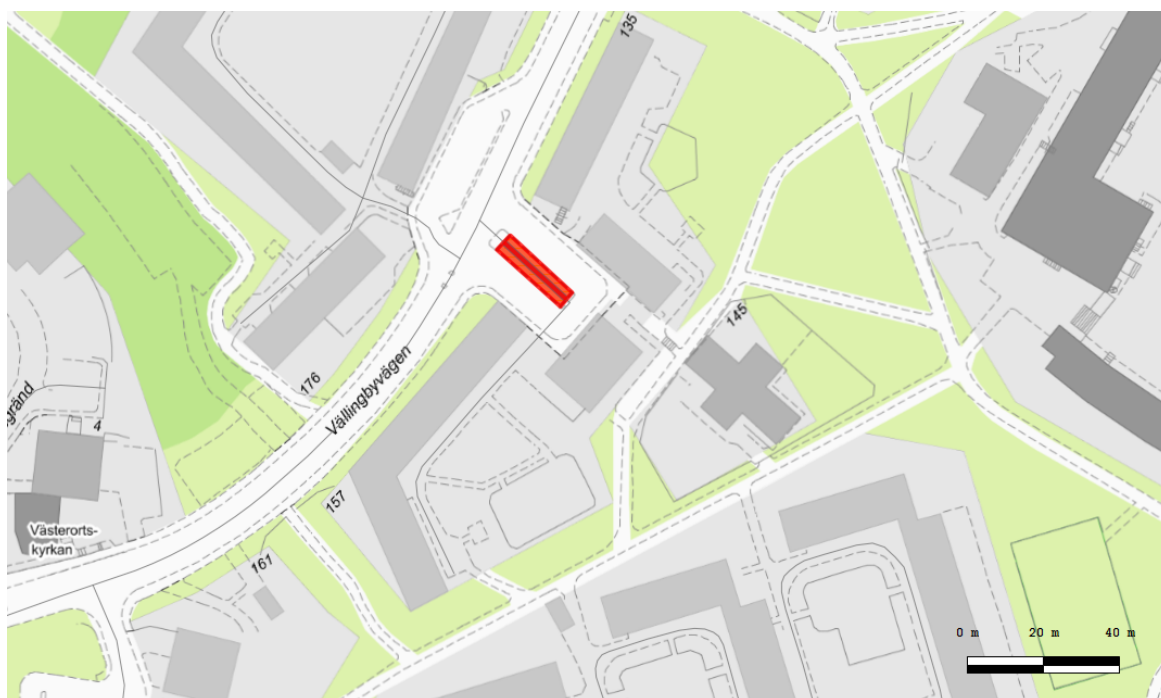 135
145
176
Vällingbyvägen
gränd
4
157
Västerorts-
kyrkan
161
0 m 20 m 40 m